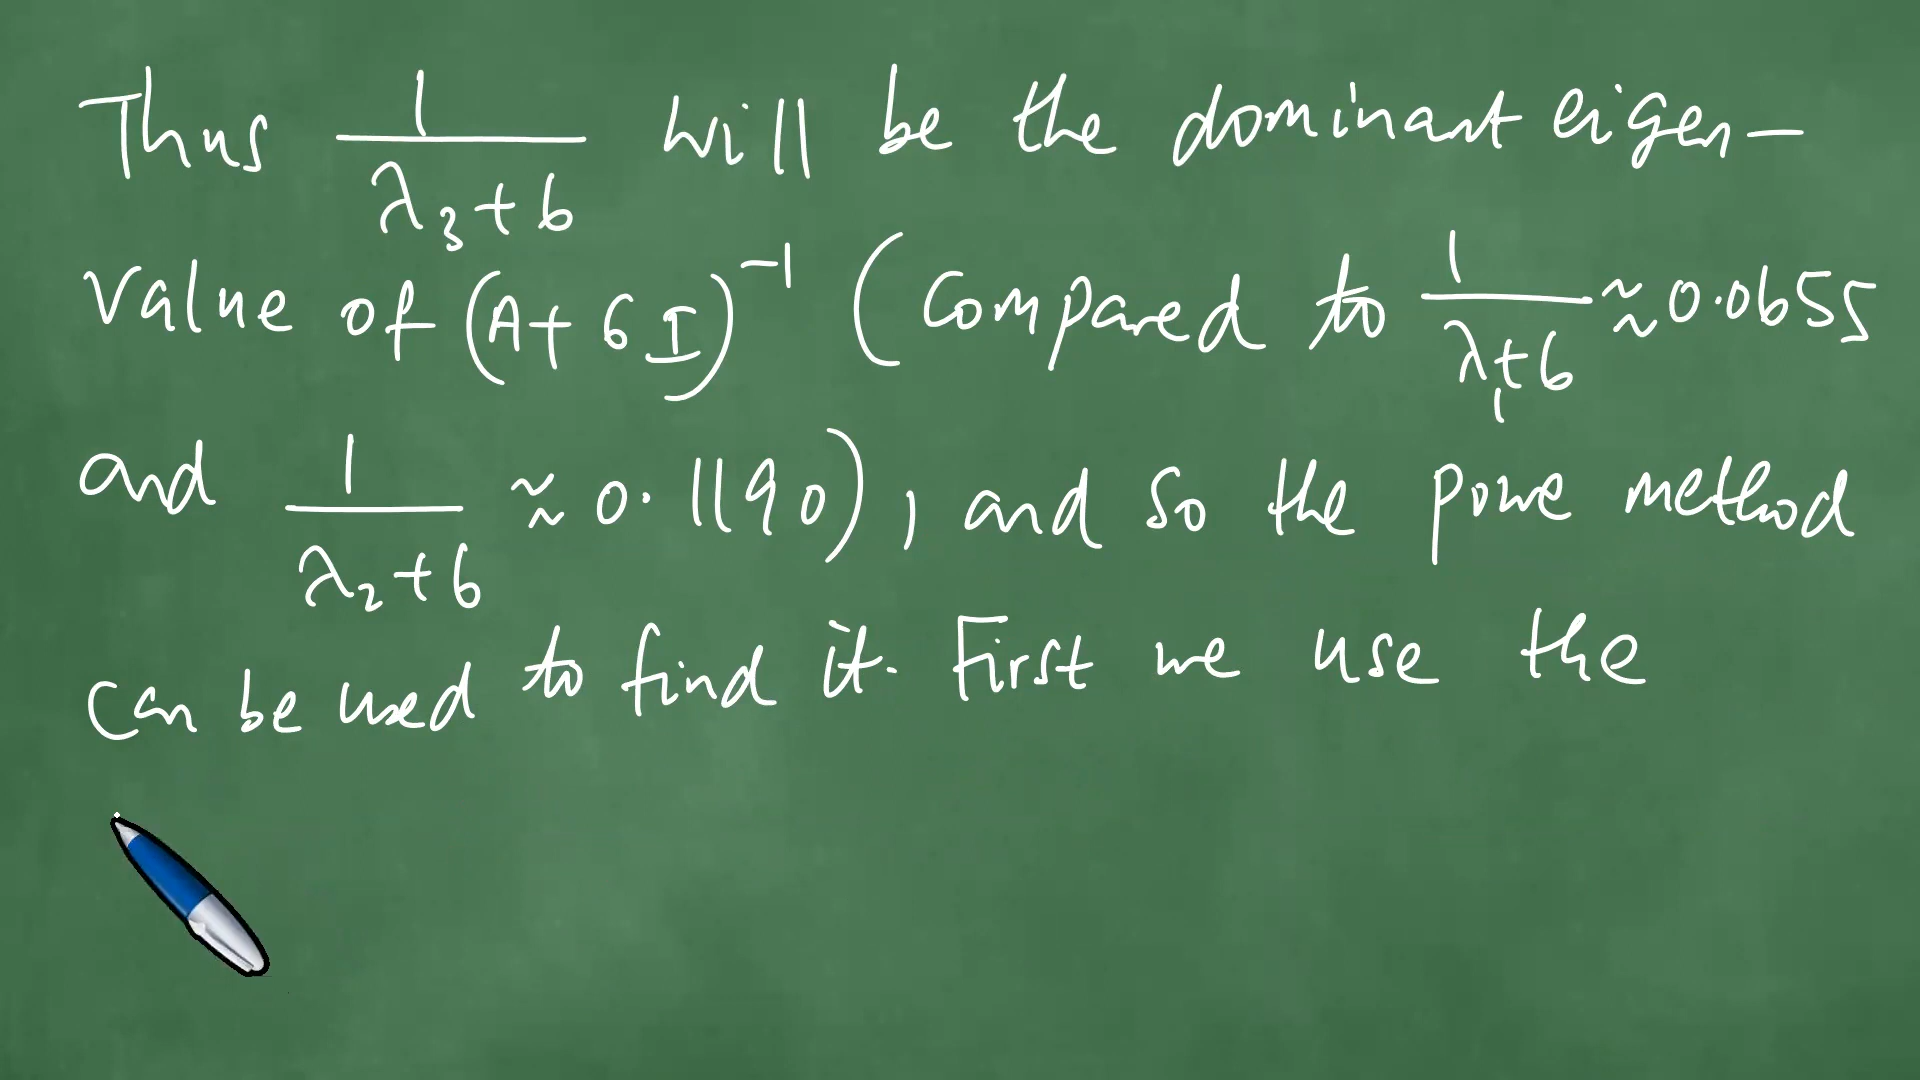 Thus 1/(λ₃+6) will be the dominant eigen-
value of (A+6I)⁻¹ (compared to 1/(λ₁+6) ≈ 0.0655
and 1/(λ₂+6) ≈ 0.1190), and so the powe method
can be used to find it. First we use the